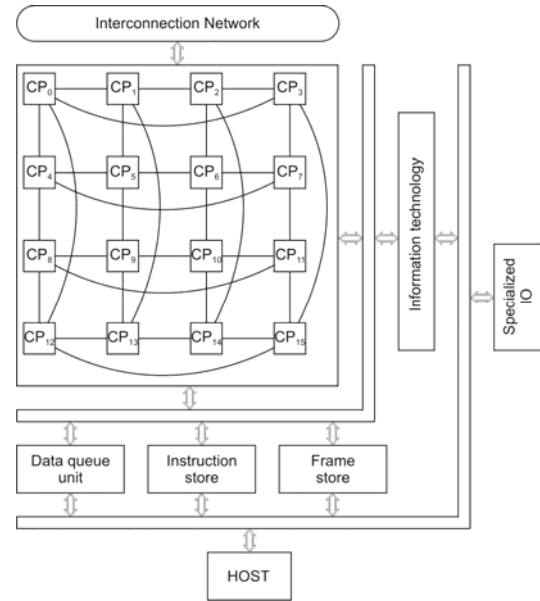 Interconnection Network
CP0 CP1 CP2 CP3
CP4 CP5 CP6 CP7
CP8 CP9 CP10 CP11
CP12 CP13 CP14 CP15
Information technology
Specialized
IO
Data queue
unit
Instruction
store
Frame
store
HOST